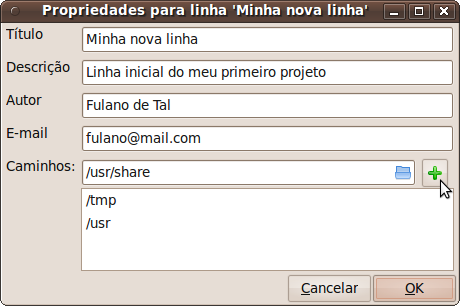 Propriedades para linha 'Minha nova linha'
Título
Minha nova linha
Descrição
Linha inicial do meu primeiro projeto
Autor
Fulano de Tal
E-mail
fulano@mail.com
Caminhos:
/usr/share
/tmp
/usr
Cancelar
OK